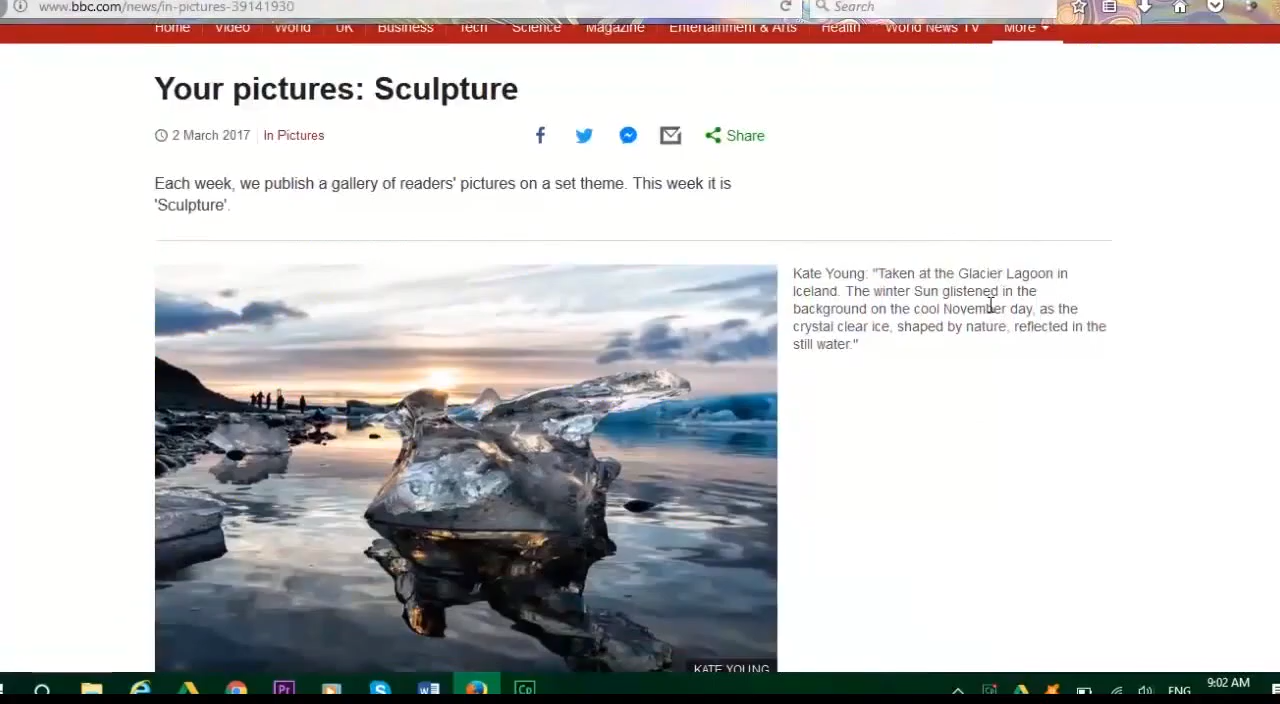 www.bbc.com/news/in-pictures-39141930
Search
Home Video World UK Business Tech Science Magazine Entertainment & Arts Health World News TV More
Your pictures: Sculpture
2 March 2017 In Pictures
Share
Each week, we publish a gallery of readers' pictures on a set theme. This week it is
'Sculpture'.
Kate Young: "Taken at the Glacier Lagoon in
Iceland. The winter Sun glistened in the
background on the cool November day, as the
crystal clear ice, shaped by nature, reflected in the
still water."
KATE YOUNG
Pr
Cp
ENG
9:02 AM